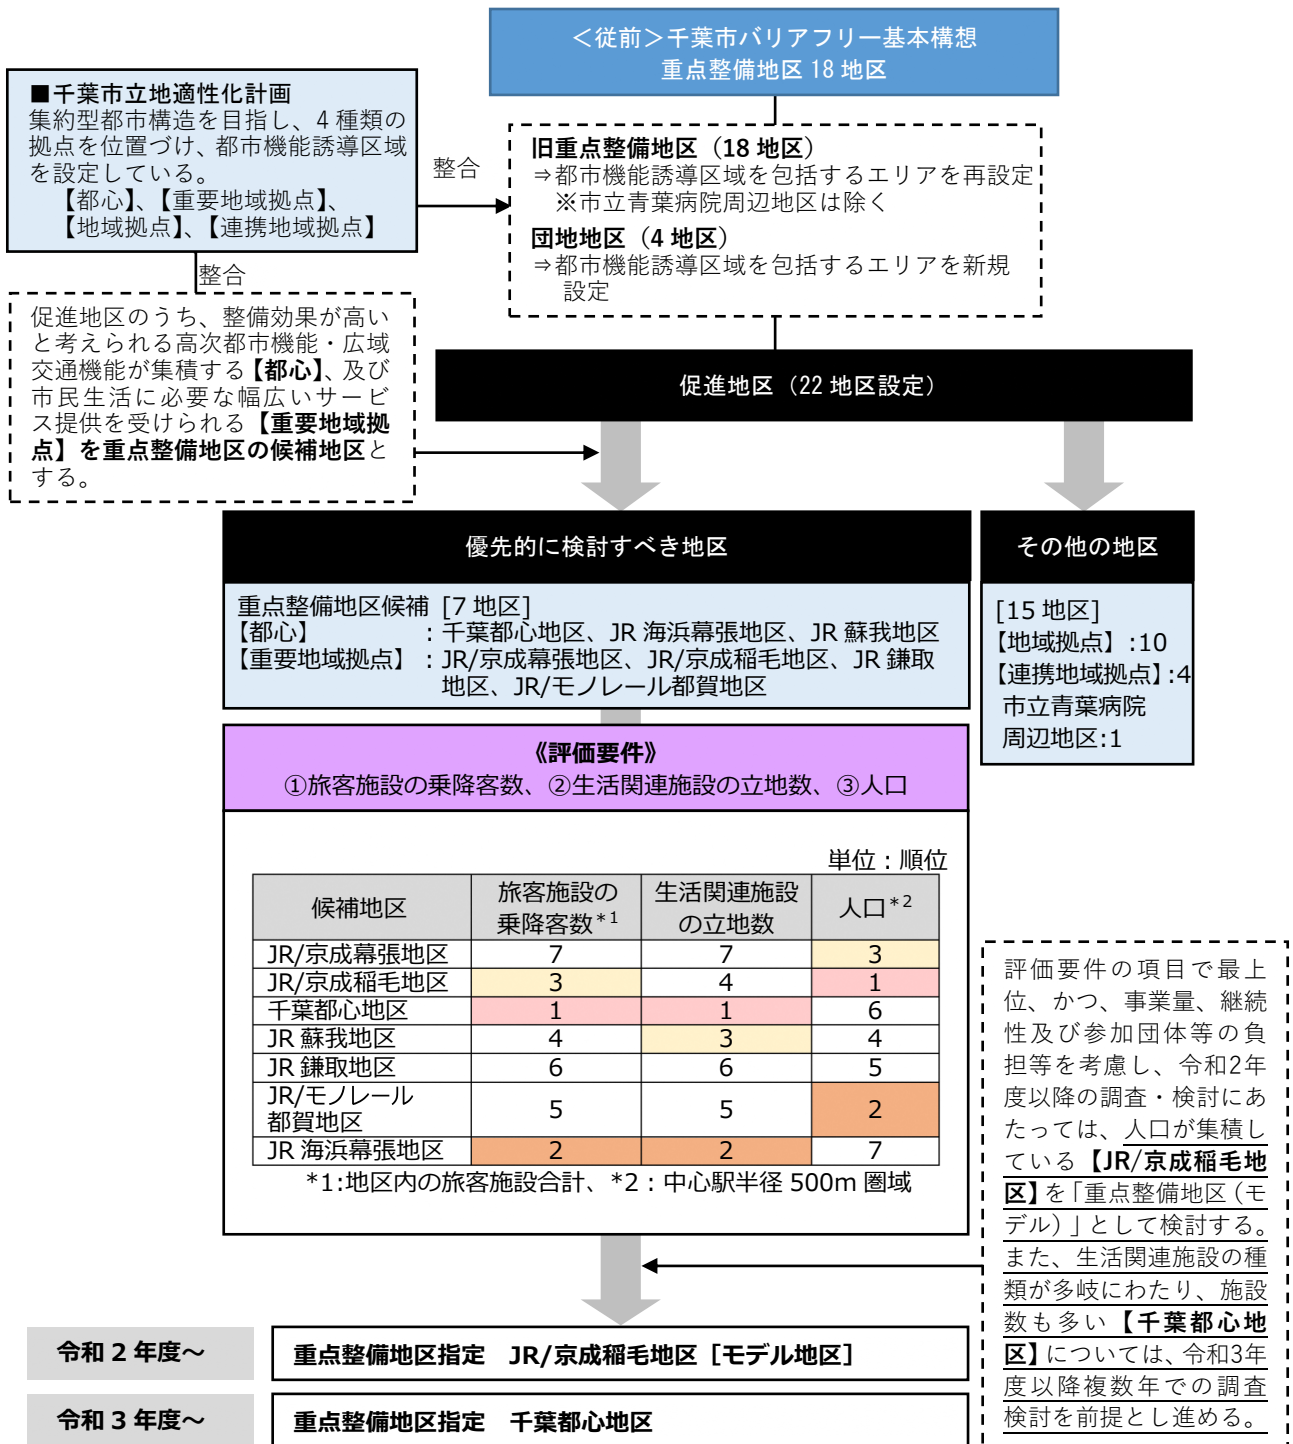 ＜従前＞千葉市バリアフリー基本構想
重点整備地区 18 地区
■千葉市立地適性化計画
集約型都市構造を目指し、4 種類の
拠点を位置づけ、都市機能誘導区域
を設定している。
【都心】、【重要地域拠点】、
【地域拠点】、【連携地域拠点】
整合
旧重点整備地区（18 地区）
⇒都市機能誘導区域を包括するエリアを再設定
※市立青葉病院周辺地区は除く
団地地区（4 地区）
⇒都市機能誘導区域を包括するエリアを新規
設定
整合
促進地区のうち、整備効果が高い
と考えられる高次都市機能・広域
交通機能が集積する【都心】、及び
市民生活に必要な幅広いサービ
ス提供を受けられる【重要地域拠
点】を重点整備地区の候補地区と
する。
促進地区（22 地区設定）
優先的に検討すべき地区
重点整備地区候補 [7 地区]
【都心】　　　　：千葉都心地区、JR 海浜幕張地区、JR 蘇我地区
【重要地域拠点】：JR/京成幕張地区、JR/京成稲毛地区、JR 鎌取
地区、JR/モノレール都賀地区
その他の地区
[15 地区]
【地域拠点】:10
【連携地域拠点】:4
市立青葉病院
周辺地区:1
《評価要件》
①旅客施設の乗降客数、②生活関連施設の立地数、③人口
単位：順位
候補地区 旅客施設の乗降客数*1 生活関連施設の立地数 人口*2
JR/京成幕張地区 7 7 3
JR/京成稲毛地区 3 4 1
千葉都心地区 1 1 6
JR 蘇我地区 4 3 4
JR 鎌取地区 6 6 5
JR/モノレール都賀地区 5 5 2
JR 海浜幕張地区 2 2 7
*1:地区内の旅客施設合計、*2：中心駅半径 500m 圏域
評価要件の項目で最上
位、かつ、事業量、継続
性及び参加団体等の負
担等を考慮し、令和2年
度以降の調査・検討にあ
たっては、人口が集積し
ている【JR/京成稲毛地
区】を「重点整備地区（モ
デル）」として検討する。
また、生活関連施設の種
類が多岐にわたり、施設
数も多い【千葉都心地
区】については、令和3年
度以降複数年での調査
検討を前提とし進める。
令和 2 年度～
重点整備地区指定　JR/京成稲毛地区［モデル地区］
令和 3 年度～
重点整備地区指定　千葉都心地区